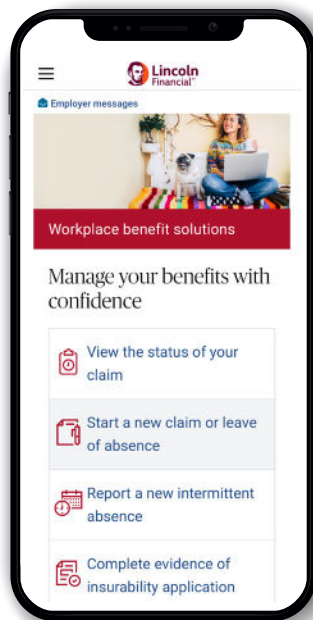 Lincoln
Financial™
Employer messages
Workplace benefit solutions
Manage your benefits with
confidence
View the status of your
claim
Start a new claim or leave
of absence
Report a new intermittent
absence
Complete evidence of
insurability application